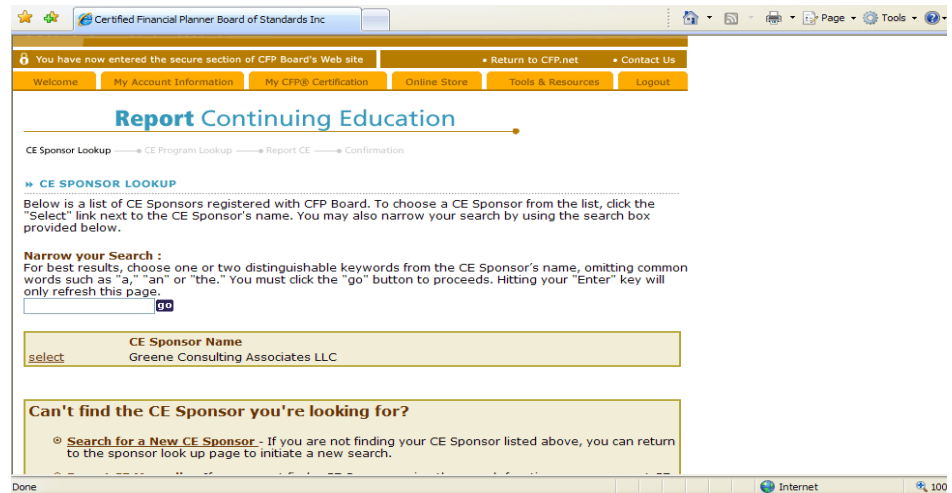 Certified Financial Planner Board of Standards Inc
Page
Tools
You have now entered the secure section of CFP Board's Web site
• Return to CFP.net
• Contact Us
Welcome
My Account Information
My CFP® Certification
Online Store
Tools & Resources
Logout
Report Continuing Education
CE Sponsor Lookup
CE Program Lookup
Report CE
Confirmation
» CE SPONSOR LOOKUP
Below is a list of CE Sponsors registered with CFP Board. To choose a CE Sponsor from the list, click the
"Select" link next to the CE Sponsor's name. You may also narrow your search by using the search box
provided below.
Narrow your Search :
For best results, choose one or two distinguishable keywords from the CE Sponsor's name, omitting common
words such as "a," "an" or "the." You must click the "go" button to proceeds. Hitting your "Enter" key will
only refresh this page.
go
CE Sponsor Name
select Greene Consulting Associates LLC
Can't find the CE Sponsor you're looking for?
Search for a New CE Sponsor - If you are not finding your CE Sponsor listed above, you can return
to the sponsor look up page to initiate a new search.
Done
Internet
100